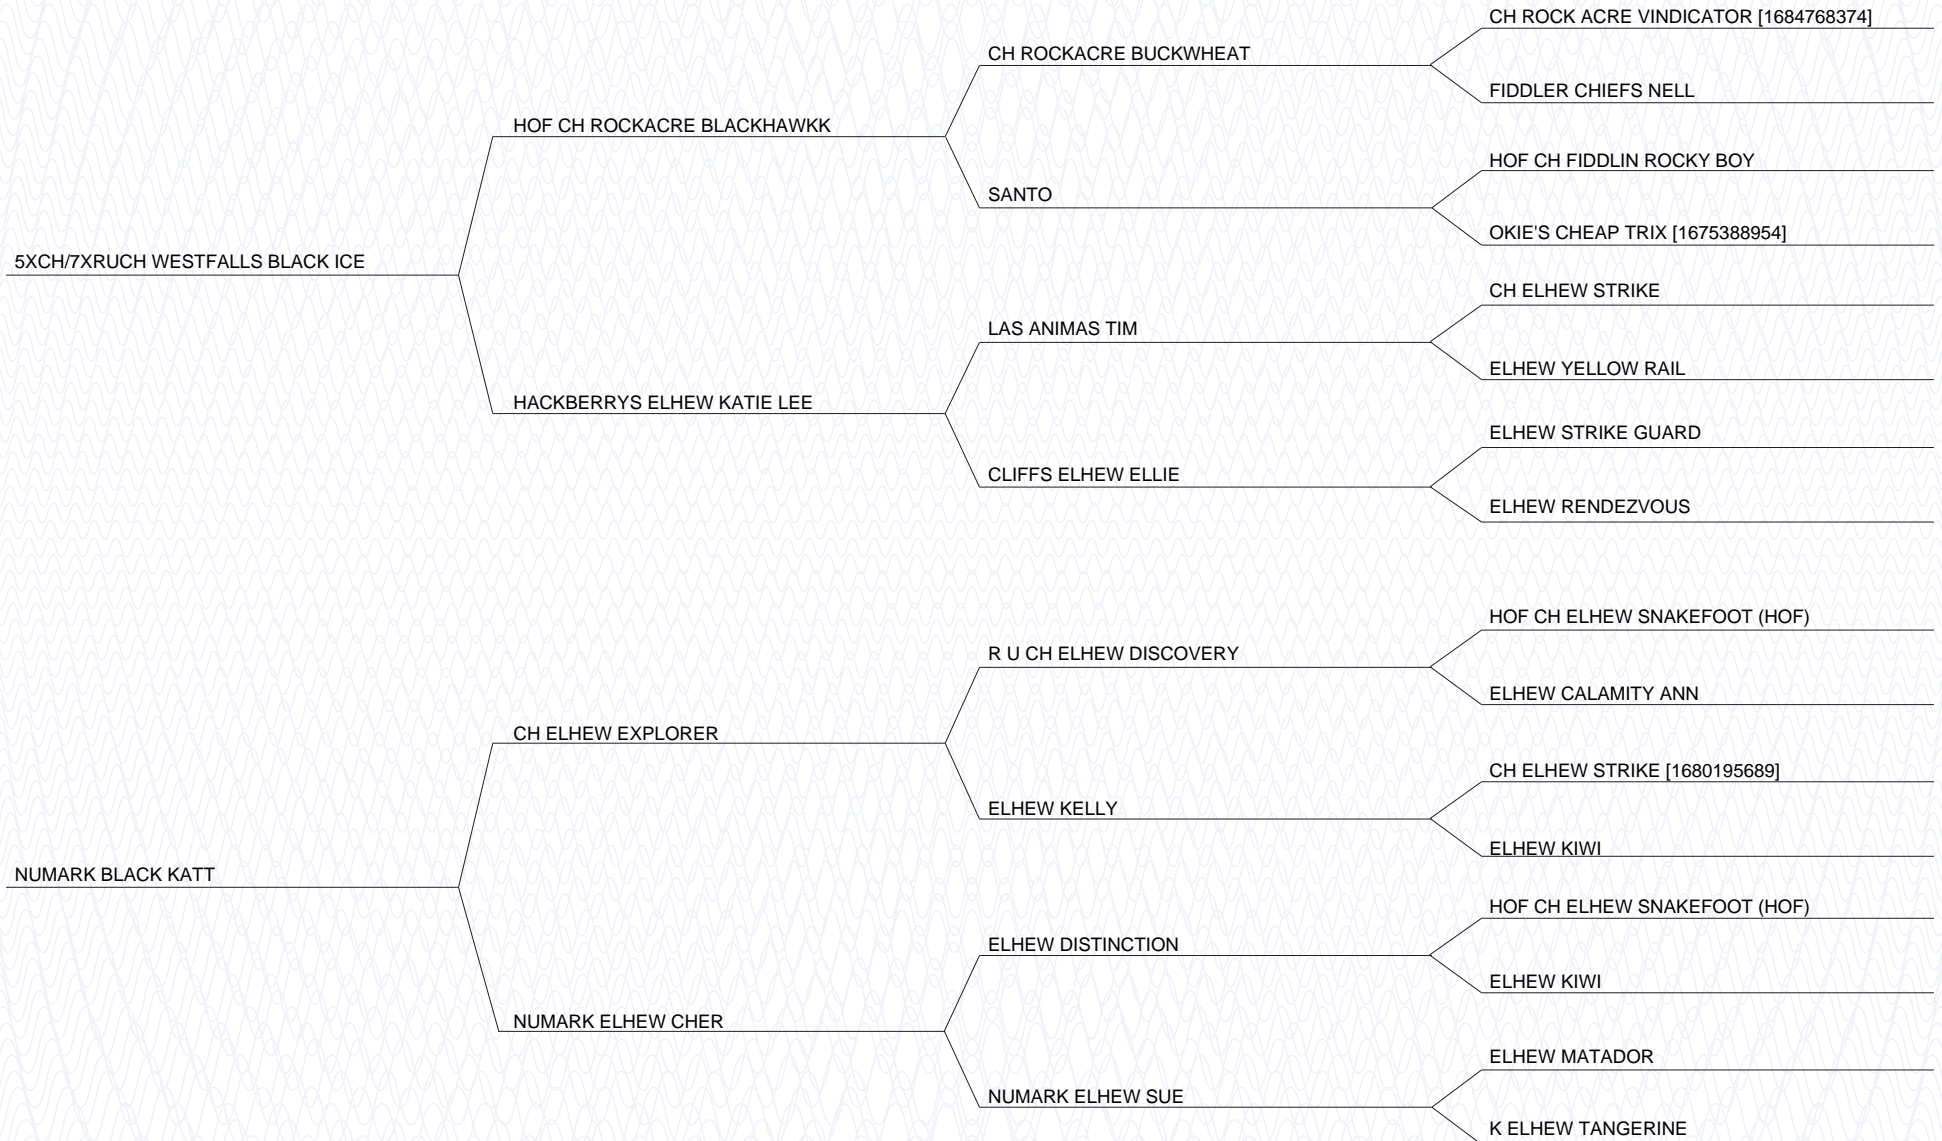 CH ROCK ACRE VINDICATOR [1684768374]
CH ROCKACRE BUCKWHEAT
FIDDLER CHIEFS NELL
HOF CH ROCKACRE BLACKHAWKK
HOF CH FIDDLIN ROCKY BOY
SANTO
OKIE'S CHEAP TRIX [1675388954]
5XCH/7XRUCH WESTFALLS BLACK ICE
CH ELHEW STRIKE
LAS ANIMAS TIM
ELHEW YELLOW RAIL
HACKBERRYS ELHEW KATIE LEE
ELHEW STRIKE GUARD
CLIFFS ELHEW ELLIE
ELHEW RENDEZVOUS
HOF CH ELHEW SNAKEFOOT (HOF)
R U CH ELHEW DISCOVERY
ELHEW CALAMITY ANN
CH ELHEW EXPLORER
CH ELHEW STRIKE [1680195689]
ELHEW KELLY
ELHEW KIWI
NUMARK BLACK KATT
HOF CH ELHEW SNAKEFOOT (HOF)
ELHEW DISTINCTION
ELHEW KIWI
NUMARK ELHEW CHER
ELHEW MATADOR
NUMARK ELHEW SUE
K ELHEW TANGERINE